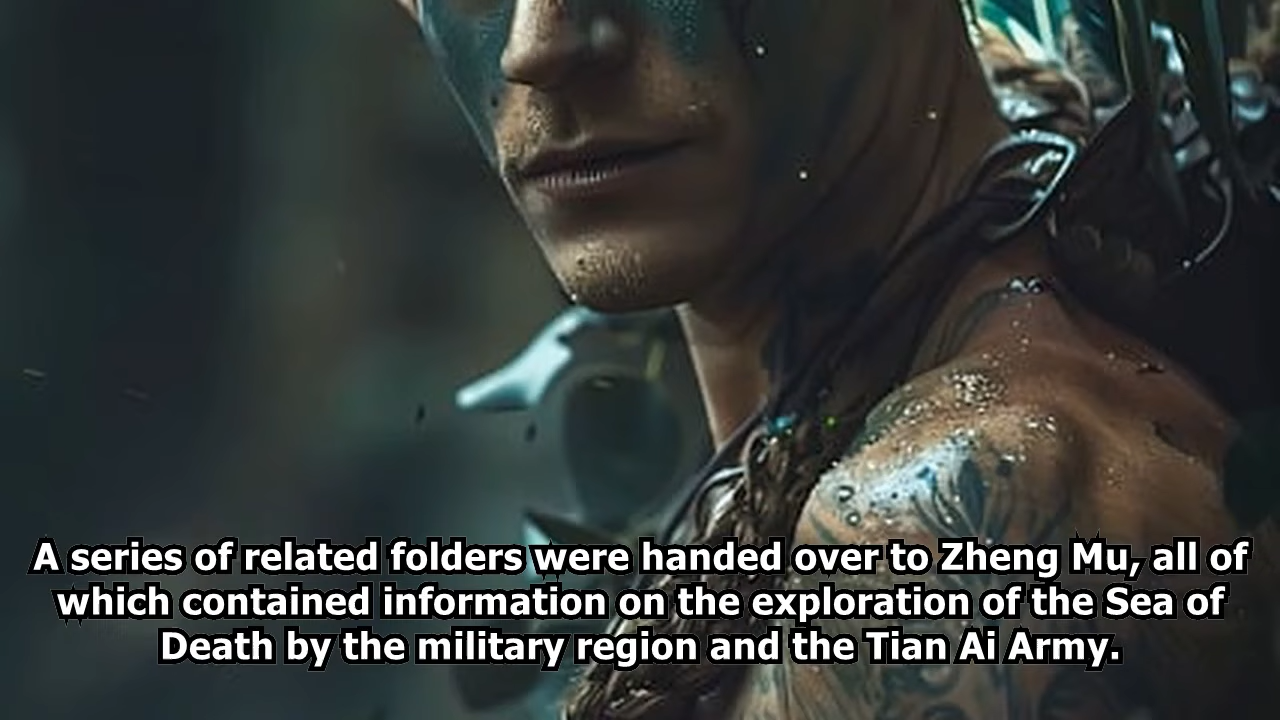 A series of related folders were handed over to Zheng Mu, all of
which contained information on the exploration of the Sea of
Death by the military region and the Tian Ai Army.